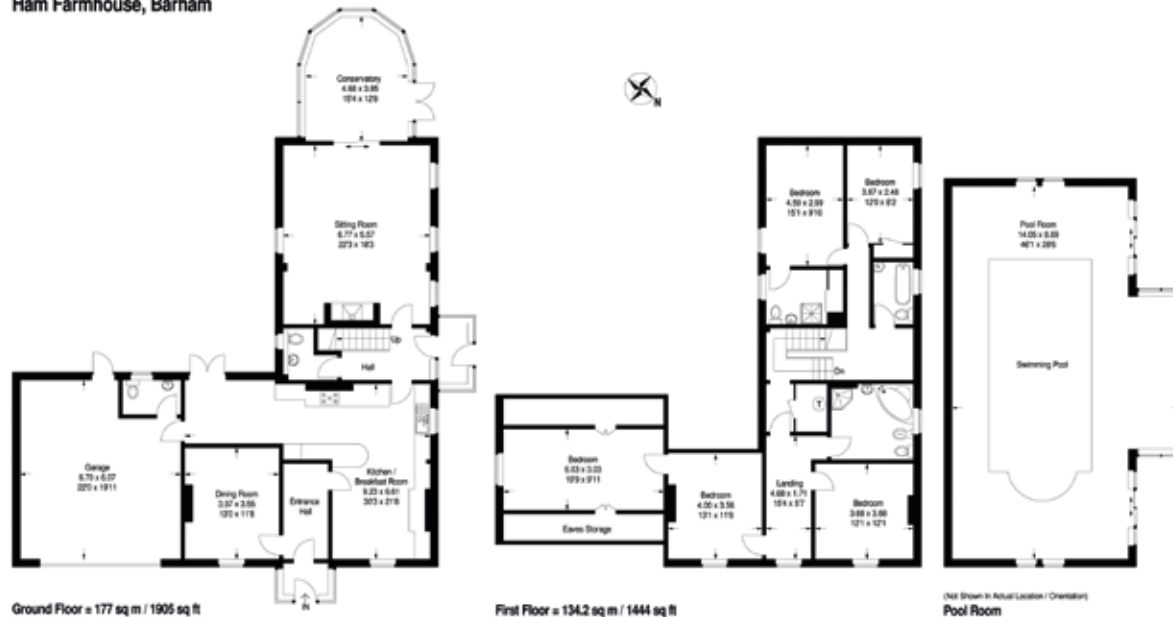 Ham Farmhouse, Barham
Conservatory
4.68 x 3.85
15'4 x 12'8
N
Sitting Room
6.77 x 5.57
22'3 x 18'3
Up
Hall
Garage
6.70 x 6.07
22'0 x 19'11
Dining Room
3.97 x 3.55
13'0 x 11'8
Entrance
Hall
Kitchen /
Breakfast Room
9.23 x 6.61
30'3 x 21'8
IN
Ground Floor = 177 sq m / 1905 sq ft
Bedroom
4.59 x 2.99
15'1 x 9'10
Bedroom
3.67 x 2.48
12'0 x 8'2
Dn
T
Bedroom
6.03 x 3.03
19'9 x 9'11
Eaves Storage
Bedroom
4.00 x 3.56
13'1 x 11'8
Landing
4.68 x 1.71
15'4 x 5'7
Bedroom
3.68 x 3.68
12'1 x 12'1
First Floor = 134.2 sq m / 1444 sq ft
Pool Room
14.05 x 8.69
46'1 x 28'6
Swimming Pool
(Not Shown In Actual Location / Orientation)
Pool Room